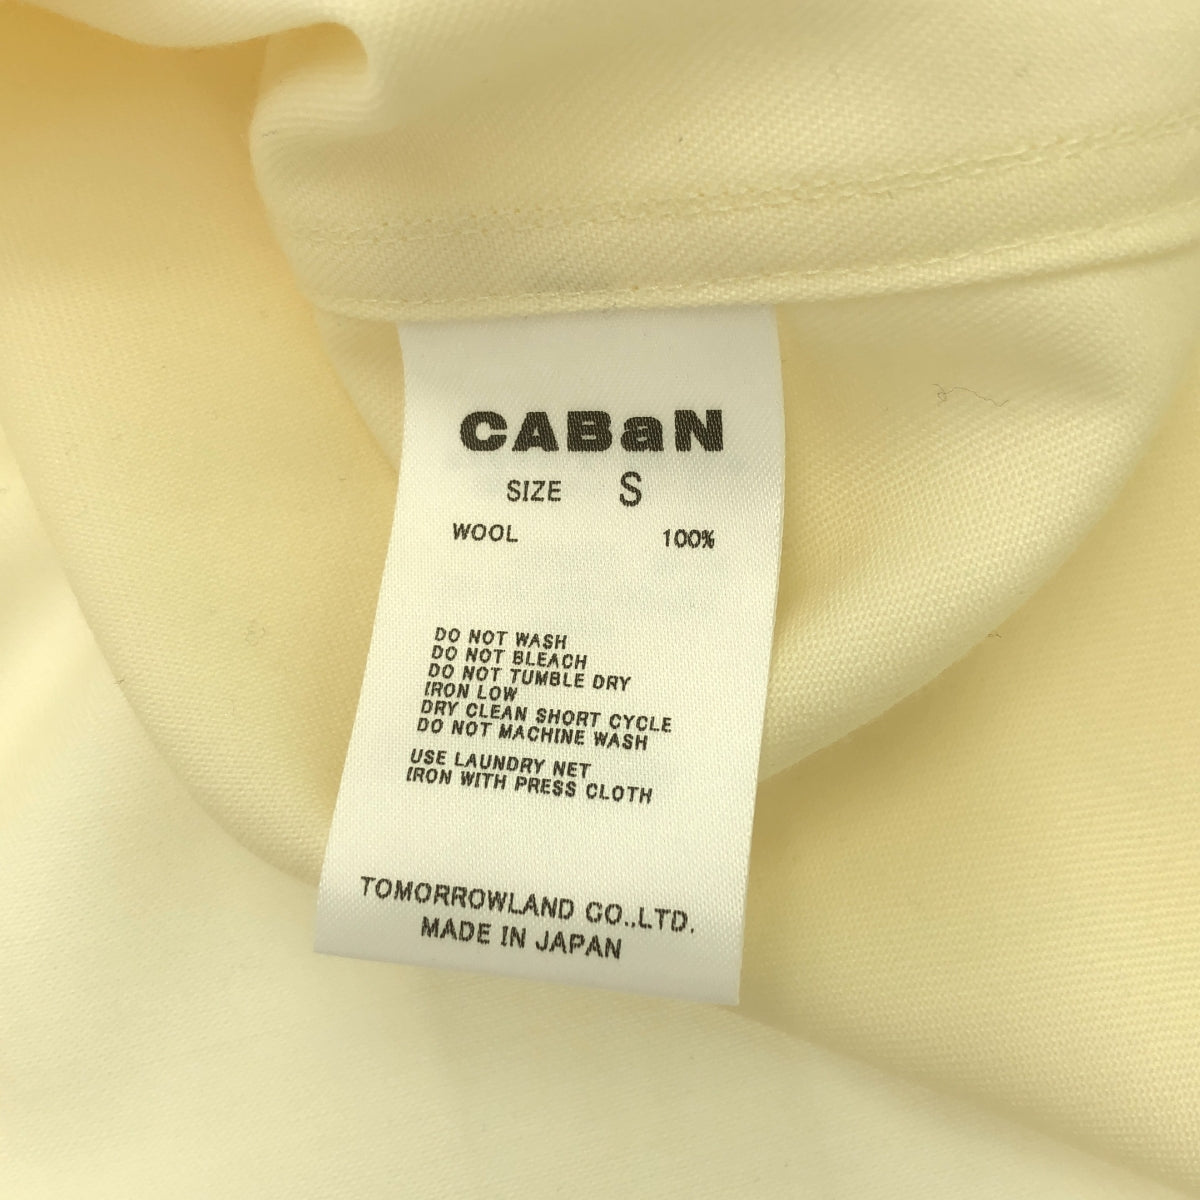 CABaN
SIZE S
WOOL 100%
DO NOT WASH
DO NOT BLEACH
DO NOT TUMBLE DRY
IRON LOW
DRY CLEAN SHORT CYCLE
DO NOT MACHINE WASH
USE LAUNDRY NET
IRON WITH PRESS CLOTH
TOMORROWLAND CO.,LTD.
MADE IN JAPAN